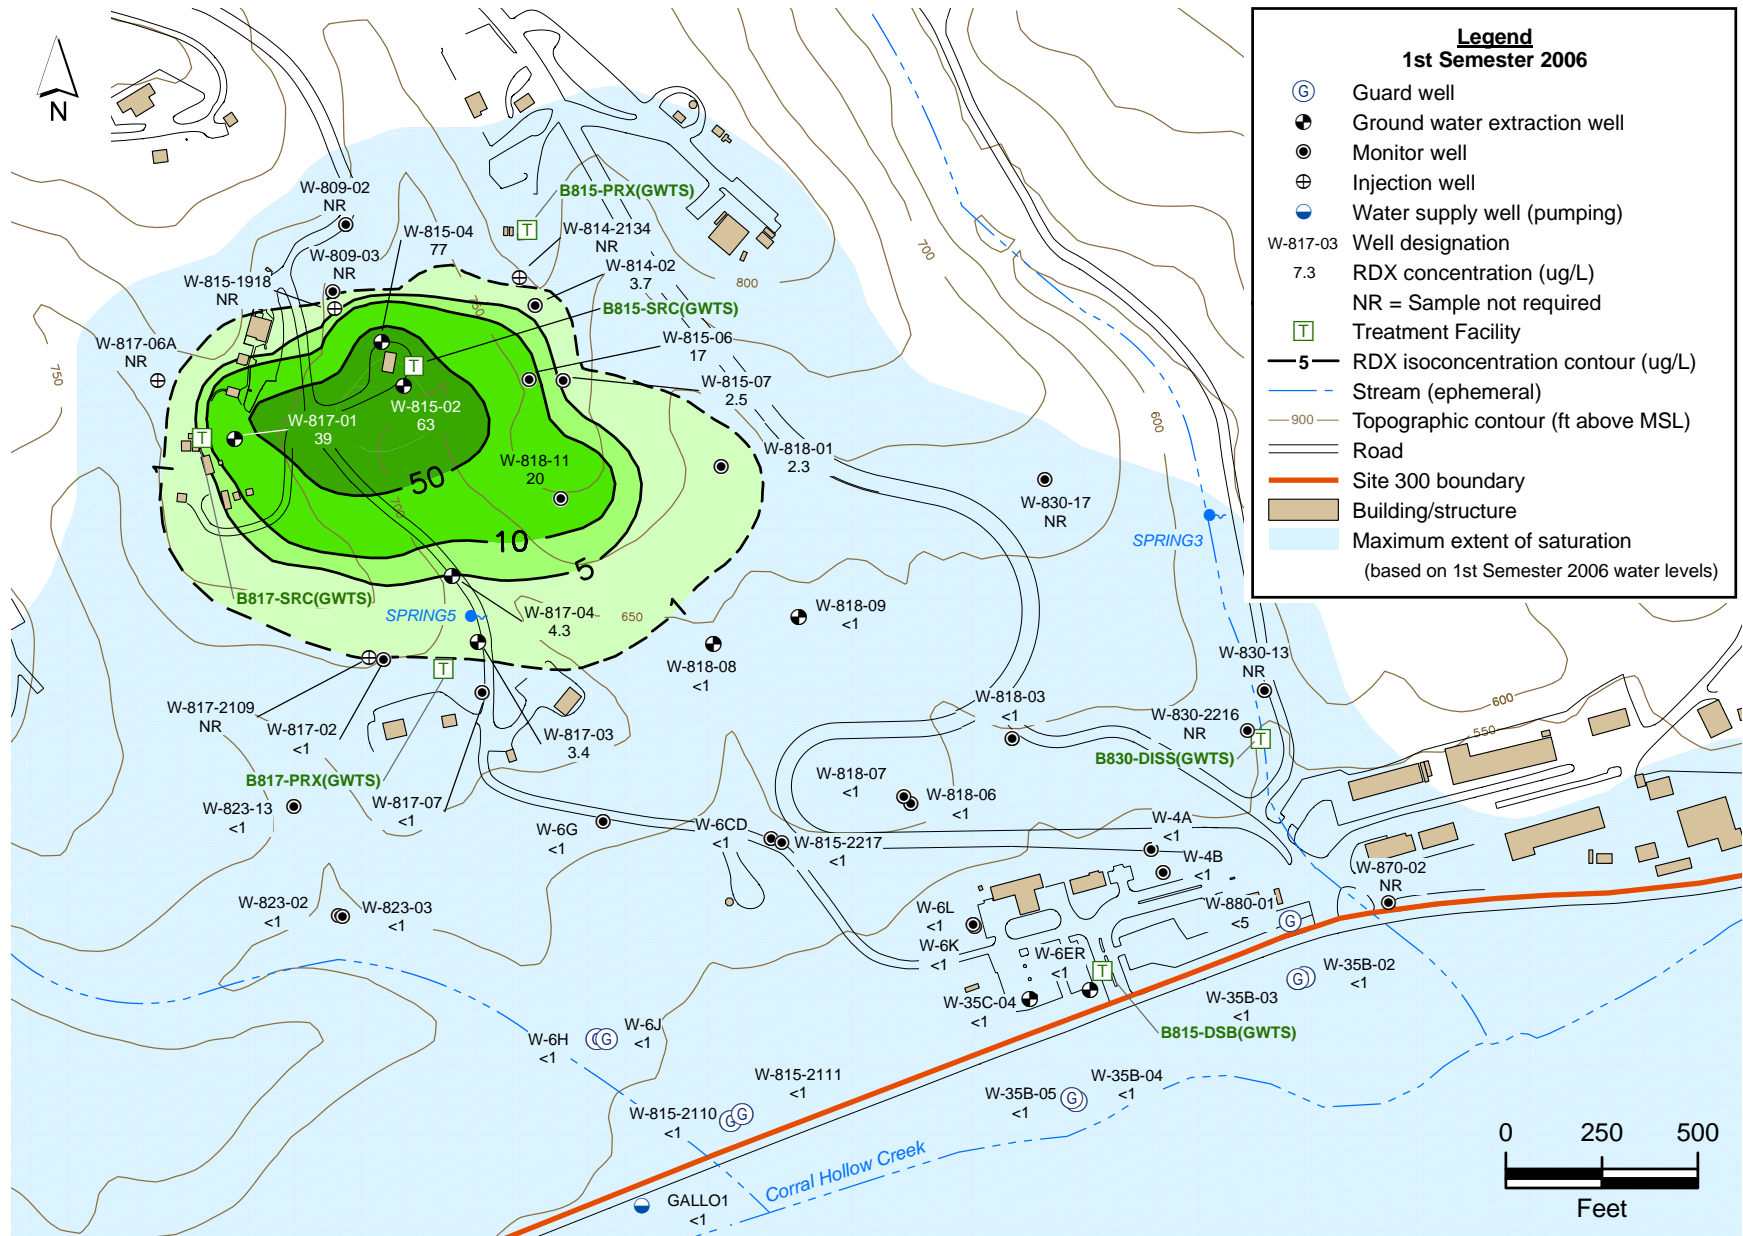 N
Legend
1st Semester 2006
G Guard well
Ground water extraction well
Monitor well
Injection well
Water supply well (pumping)
W-817-03 Well designation
7.3 RDX concentration (ug/L)
NR = Sample not required
T Treatment Facility
5 RDX isoconcentration contour (ug/L)
Stream (ephemeral)
900 Topographic contour (ft above MSL)
Road
Site 300 boundary
Building/structure
Maximum extent of saturation
(based on 1st Semester 2006 water levels)
W-809-02
NR
B815-PRX(GWTS)
T
W-815-04
77
W-814-2134
NR
W-809-03
NR
W-814-02
3.7
W-815-1918
NR
B815-SRC(GWTS)
T
W-817-06A
NR
W-815-06
17
W-815-07
2.5
W-815-02
63
W-817-01
39
T
W-818-01
2.3
W-818-11
20
W-830-17
NR
SPRING3
700
800
750
750
700
600
650
600
550
1
50
10
5
1
B817-SRC(GWTS)
SPRING5
W-817-04
4.3
W-818-09
<1
W-818-08
<1
W-830-13
NR
T
W-817-2109
NR
W-817-02
<1
W-817-03
3.4
W-818-03
<1
W-830-2216
NR
T
B830-DISS(GWTS)
B817-PRX(GWTS)
W-823-13
<1
W-817-07
<1
W-818-07
<1
W-818-06
<1
W-6G
<1
W-6CD
<1
W-815-2217
<1
W-4A
<1
W-4B
<1
W-870-02
NR
W-823-02
<1
W-823-03
<1
W-6L
<1
W-880-01
<5
G
W-6K
<1
W-6ER
<1
T
W-35B-02
<1
G
W-35B-03
<1
W-35C-04
<1
B815-DSB(GWTS)
W-6H
<1
G
W-6J
<1
W-815-2111
<1
W-815-2110
<1
G
G
W-35B-05
<1
G
W-35B-04
<1
Corral Hollow Creek
GALLO1
<1
0 250 500
Feet